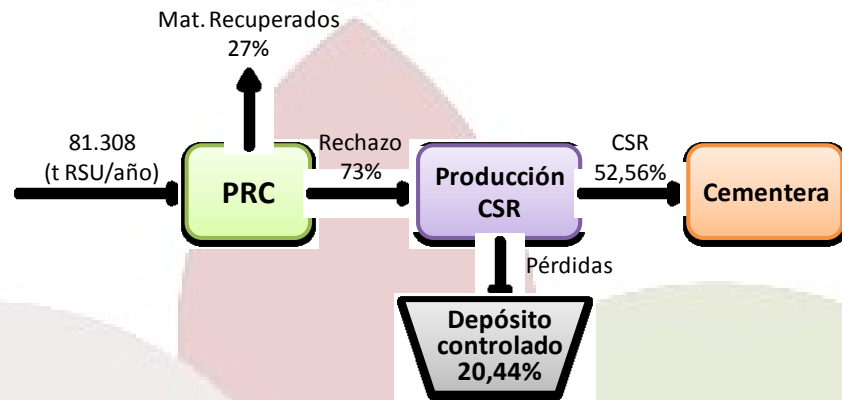 Mat. Recuperados
27%
81.308
(t RSU/año)
PRC
Rechazo
73%
Producción
CSR
CSR
52,56%
Cementera
Pérdidas
Depósito
controlado
20,44%